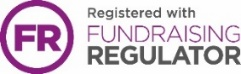 FR
Registered with
FUNDRAISING
REGULATOR